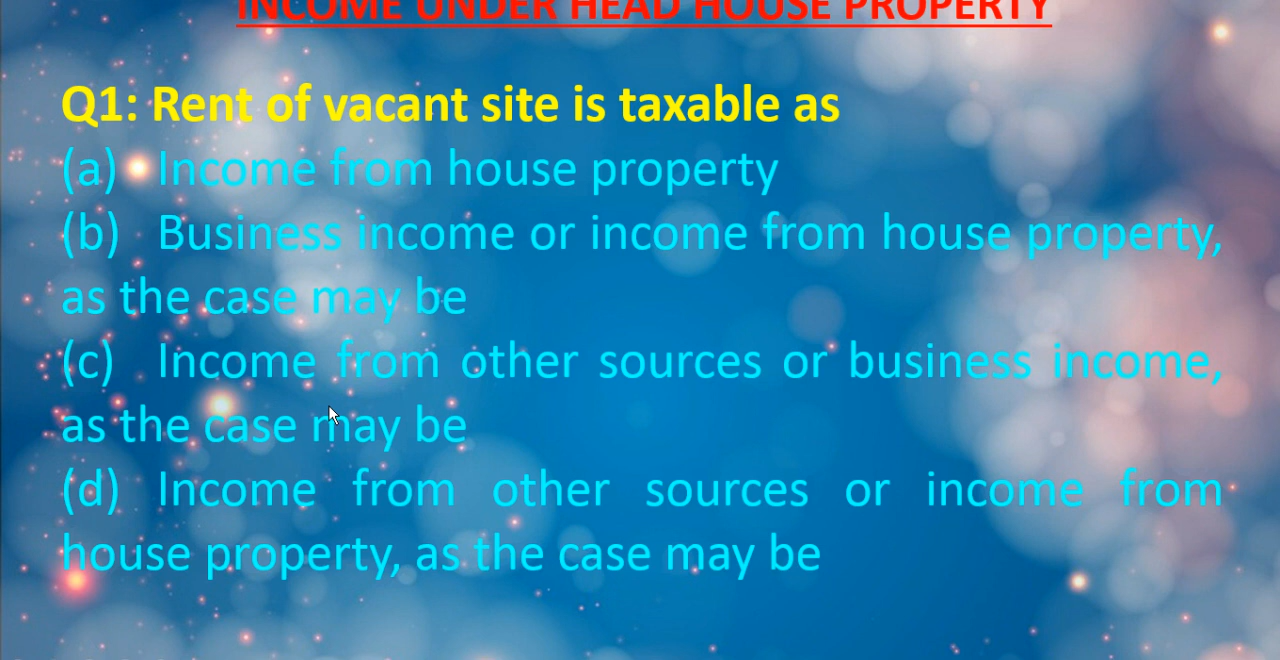 INCOME UNDER HEAD HOUSE PROPERTY
Q1: Rent of vacant site is taxable as
(a) Income from house property
(b) Business income or income from house property,
as the case may be
(c) Income from other sources or business income,
as the case may be
(d) Income from other sources or income from
house property, as the case may be